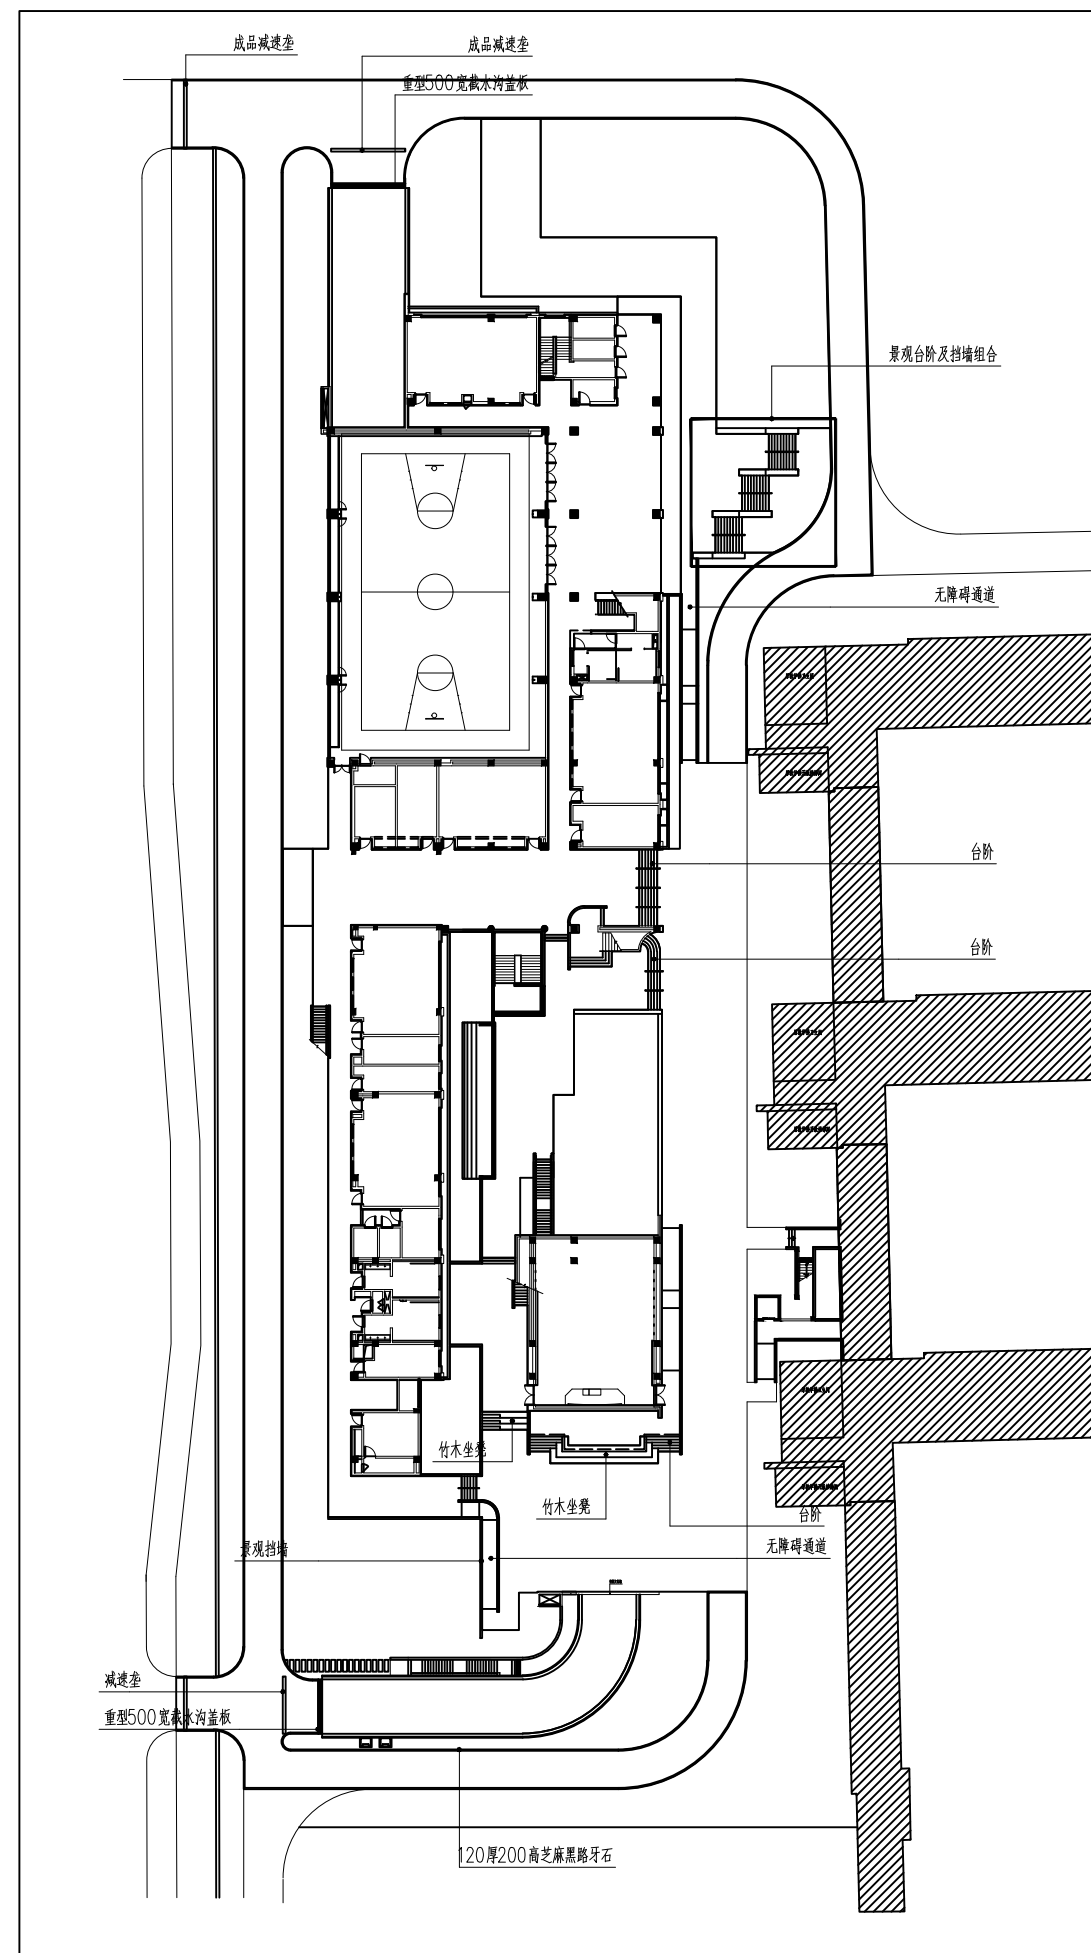 成品减速垄
成品减速垄
重型500宽截水沟盖板
景观台阶及挡墙组合
无障碍通道
台阶
台阶
竹木坐凳
竹木坐凳
台阶
景观挡墙
无障碍通道
减速垄
重型500宽截水沟盖板
120厚200高芝麻黑路牙石